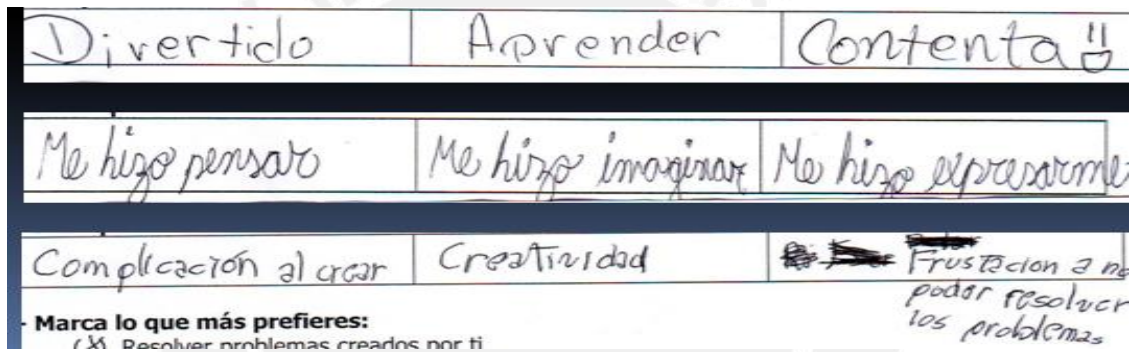 Divertido Aprender Contenta
Me hizo pensar Me hizo imaginar Me hizo expresarme
Complicación al crear Creatividad Frustacion a no
poder resolver
los problemas
Marca lo que más prefieres:
(X) Resolver problemas creados por ti